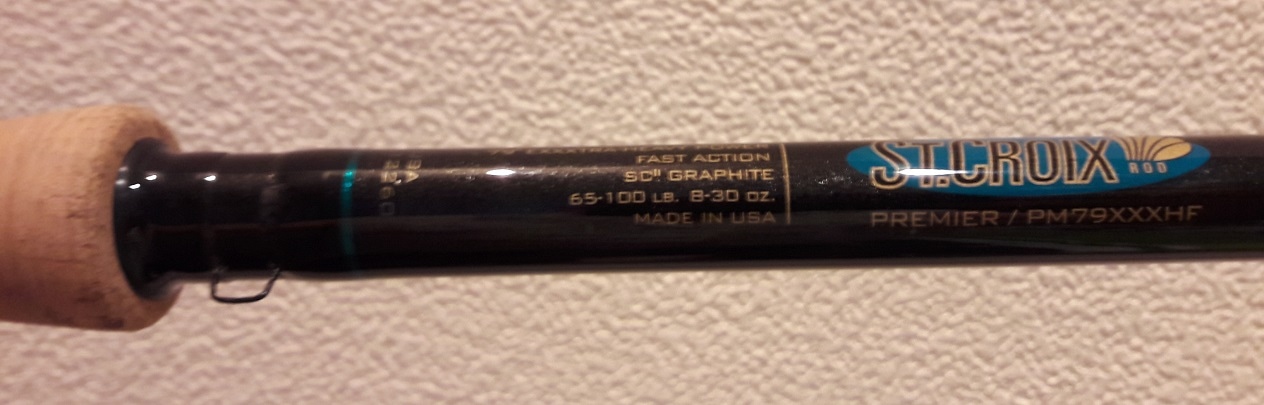 ST.CROIX
ROD
PREMIER / PM79XXXHF
FAST ACTION
SCII GRAPHITE
65-100 LB. 8-30 OZ.
MADE IN USA